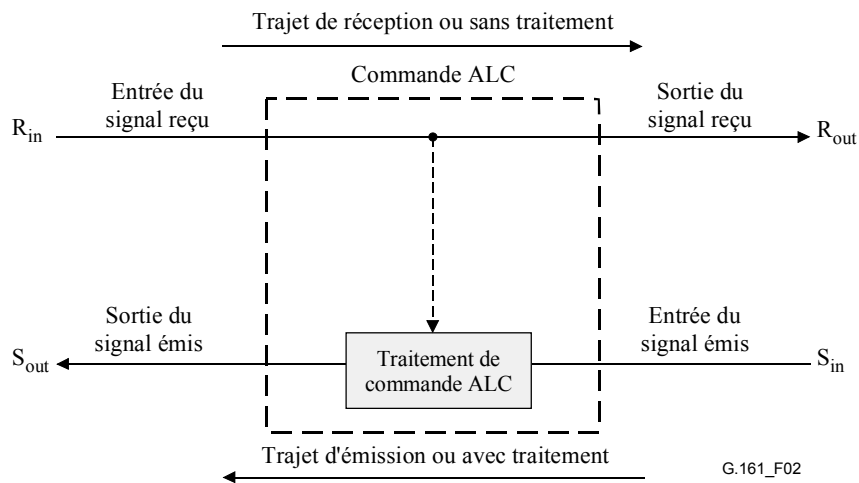 Trajet de réception ou sans traitement
Commande ALC
Entrée du
signal reçu
Sortie du
signal reçu
R_in
R_out
Sortie du
signal émis
Entrée du
signal émis
S_out
Traitement de
commande ALC
S_in
Trajet d'émission ou avec traitement
G.161_F02